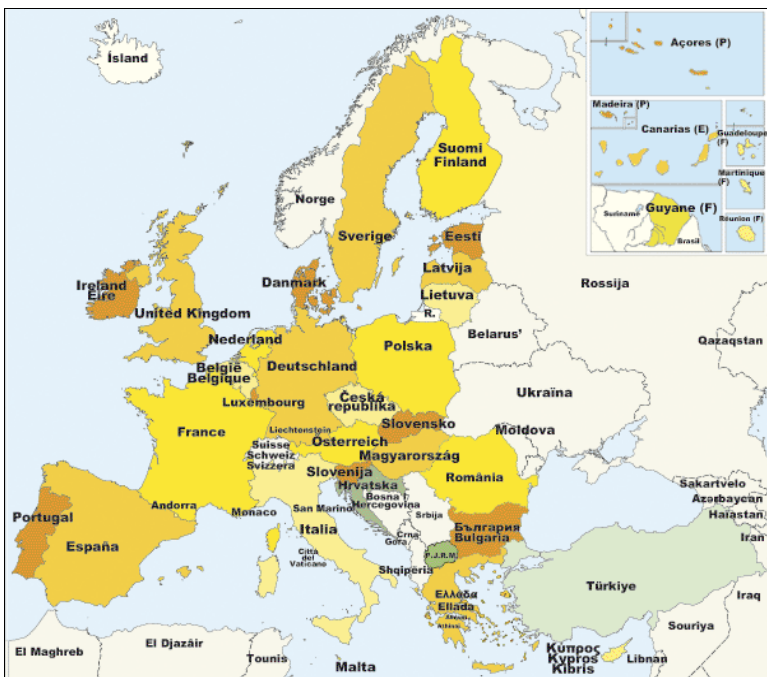 Ísland
Açores (P)
Madeira (P)
Canarias (E)
Guadeloupe
(F)
Martinique
(F)
Guyane (F)
Suriname
Brasil
Réunion (F)
Suomi
Finland
Norge
Sverige
Eesti
Latvija
Lietuva
R.
Danmark
Ireland
Eire
United Kingdom
Nederland
België
Belgique
Luxembourg
Deutschland
Polska
Belarus'
Rossija
Qazaqstan
Ukraïna
Moldova
Česká
republika
Slovensko
Liechtenstein
Österreich
Magyarország
France
Suisse
Schweiz
Svizzera
Slovenija
Hrvatska
Bosna i
Hercegovina
România
Srbija
Crna
Gora
България
Bulgaria
F.J.R.M.
Shqipëria
Andorra
Monaco
San Marino
Italia
Città
del
Vaticano
Portugal
España
Ελλάδα
Ellada
Athinai
Türkiye
Sakartvelo
Azərbaycan
Haïastan
Iran
Iraq
Souriya
Libnan
Κύπρος
Kypros
Kibris
Malta
El Maghreb
El Djazâir
Tounis